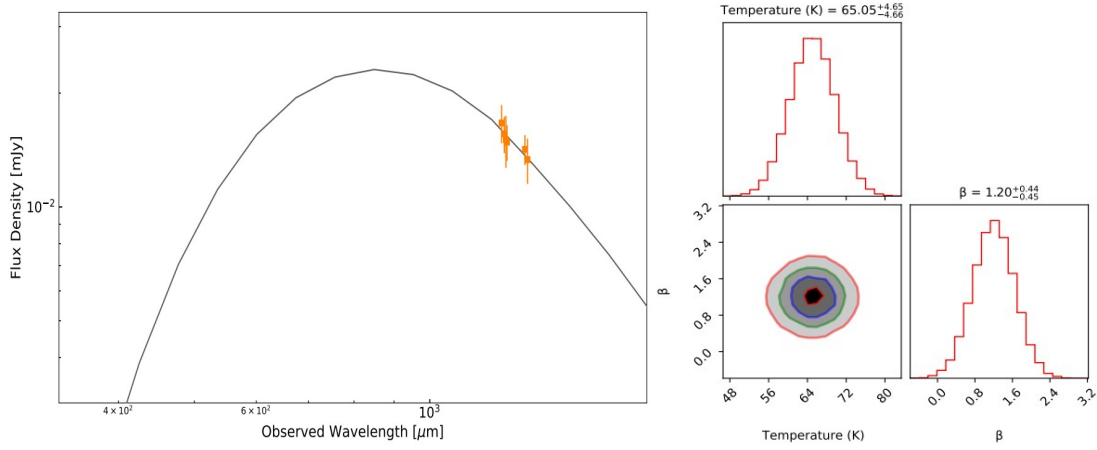 Flux Density [mJy]
10⁻²
4 × 10² 6 × 10² 10³
Observed Wavelength [μm]
Temperature (K) = 65.05+4.65−4.66
β = 1.20+0.44−0.45
β
3.2
2.4
1.6
0.8
0.0
48 56 64 72 80
Temperature (K)
0.0 0.8 1.6 2.4 3.2
β